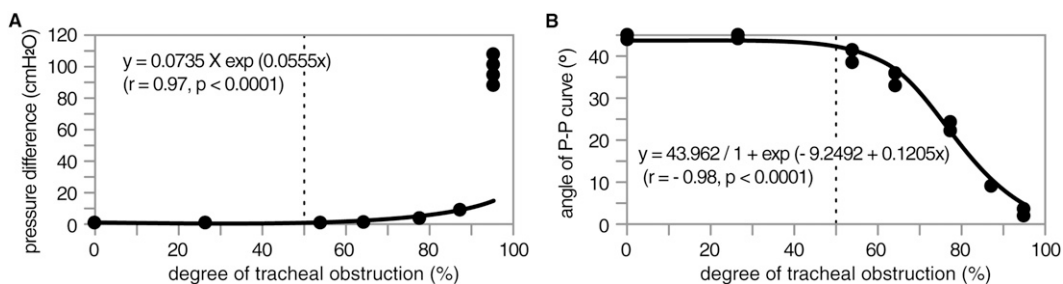 A
pressure difference (cmH2O)
120
100
80
60
40
20
0
y = 0.0735 X exp (0.0555x)
(r = 0.97, p < 0.0001)
0 20 40 60 80 100
degree of tracheal obstruction (%)
B
angle of P-P curve (º)
40
30
20
10
0
y = 43.962 / 1 + exp (- 9.2492 + 0.1205x)
(r = - 0.98, p < 0.0001)
0 20 40 60 80 100
degree of tracheal obstruction (%)